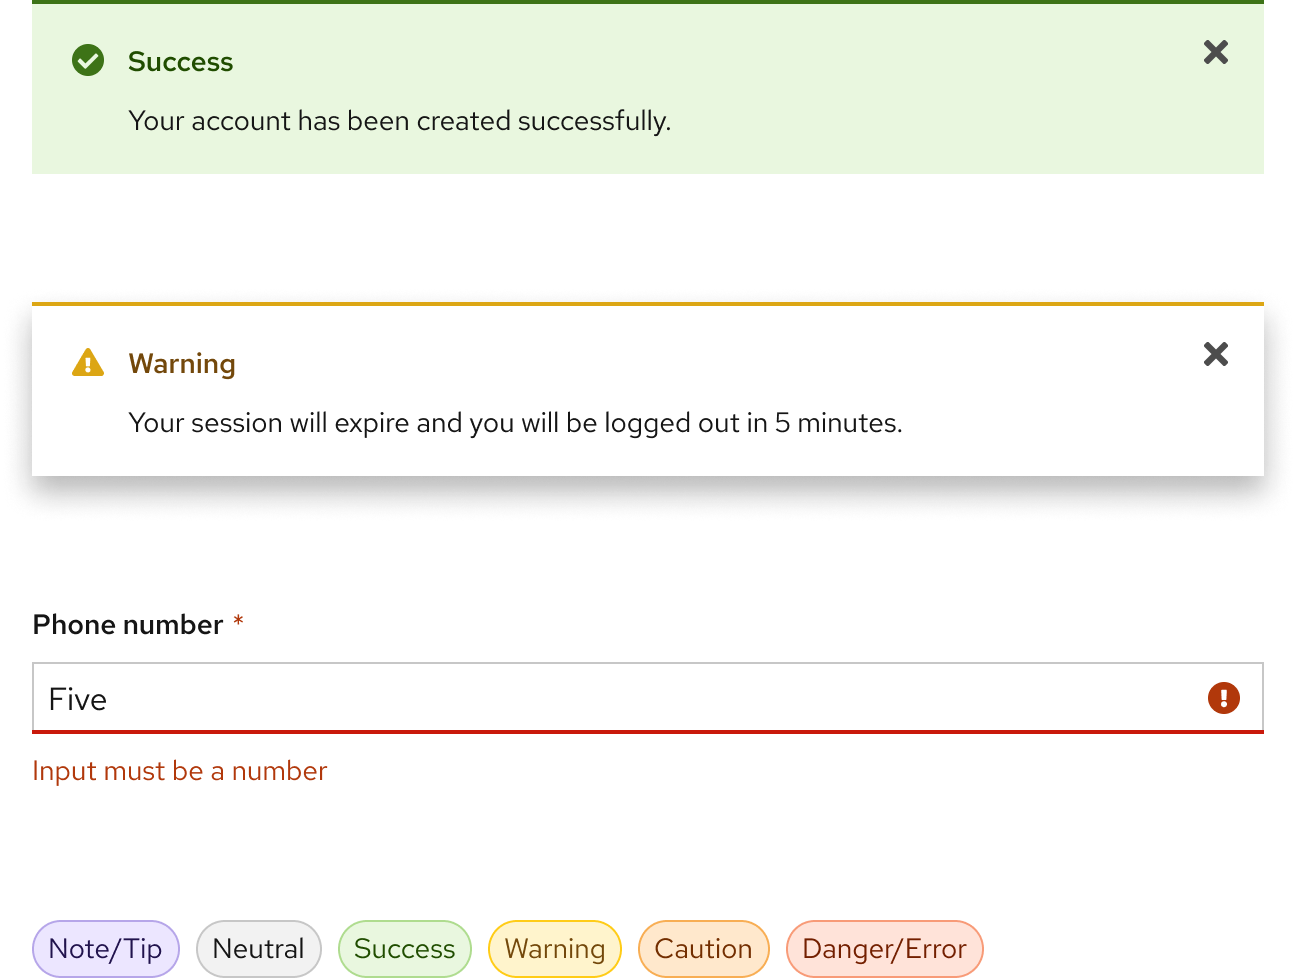 Success
Your account has been created successfully.
Warning
Your session will expire and you will be logged out in 5 minutes.
Phone number *
Five
Input must be a number
Note/Tip Neutral Success Warning Caution Danger/Error